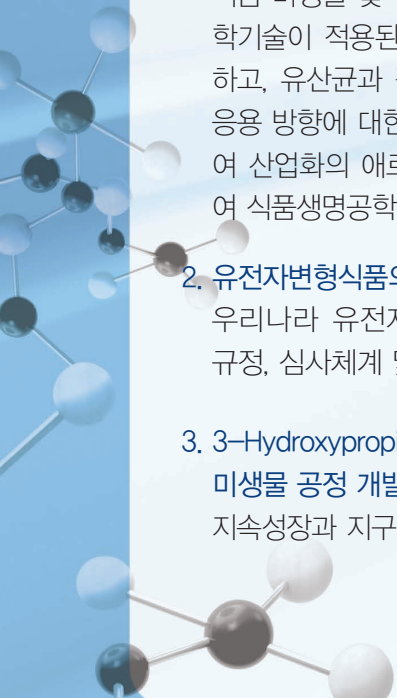 학기술이 적용된
하고, 유산균과
응용 방향에 대한
여 산업화의 애로
여 식품생명공학
2. 유전자변형식품의
우리나라 유전자
규정, 심사체계 및
3. 3-Hydroxypropi
미생물 공정 개발
지속성장과 지구